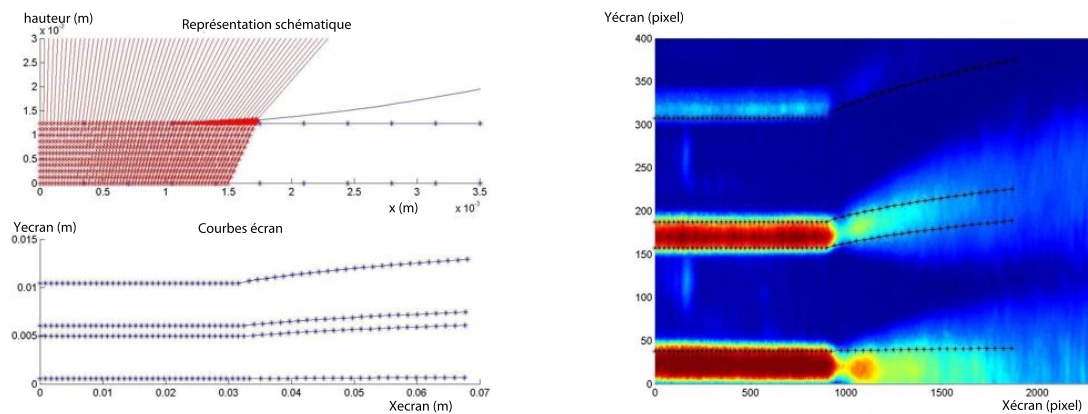 hauteur (m)
x 10⁻³
Représentation schématique
3
2.5
2
1.5
1
0.5
0
0 0.5 1 1.5 2 2.5 3 3.5
x (m)
x 10⁻³
Yecran (m)
Courbes écran
0.015
0.01
0.005
0
0 0.01 0.02 0.03 0.04 0.05 0.06 0.07
Xecran (m)
Yécran (pixel)
400
350
300
250
200
150
100
50
0
0 500 1000 1500 2000
Xécran (pixel)